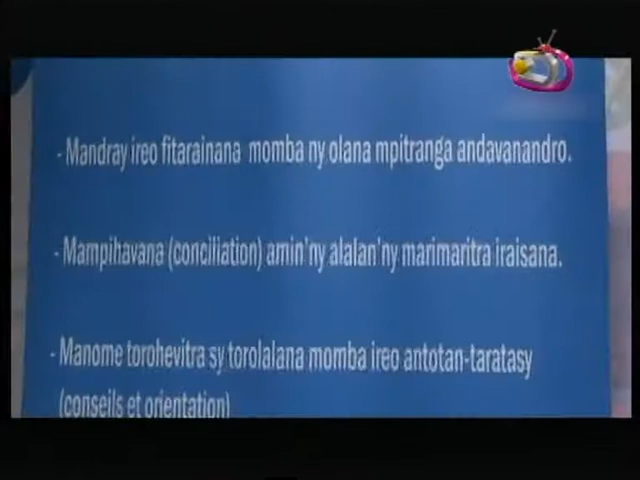 - Mandray ireo fitarainana momba ny olana mpitranga andavanandro.
- Mampihavana (conciliation) amin'ny alalan'ny marimaritra iraisana.
- Manome torohevitra sy torolalana momba ireo antotan-taratasy
(conseils et orientation)